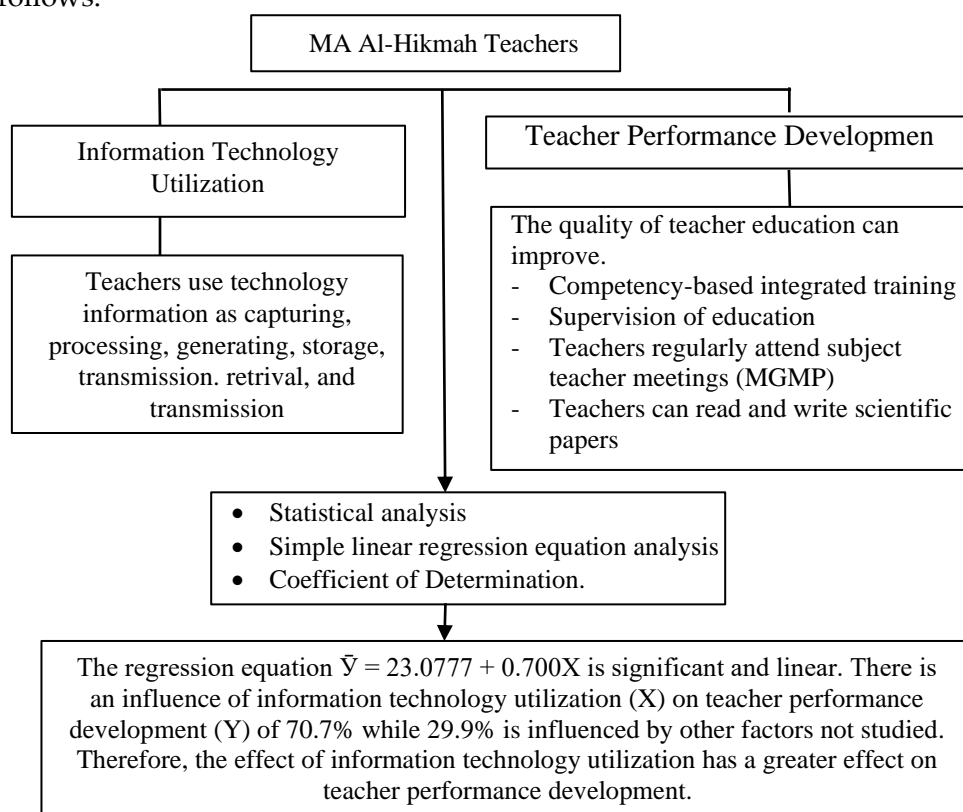 follows.
MA Al-Hikmah Teachers
Information Technology
Utilization
Teacher Performance Developmen
Teachers use technology
information as capturing,
processing, generating, storage,
transmission. retrival, and
transmission
The quality of teacher education can
improve.
- Competency-based integrated training
- Supervision of education
- Teachers regularly attend subject
teacher meetings (MGMP)
- Teachers can read and write scientific
papers
• Statistical analysis
• Simple linear regression equation analysis
• Coefficient of Determination.
The regression equation Ȳ = 23.0777 + 0.700X is significant and linear. There is
an influence of information technology utilization (X) on teacher performance
development (Y) of 70.7% while 29.9% is influenced by other factors not studied.
Therefore, the effect of information technology utilization has a greater effect on
teacher performance development.